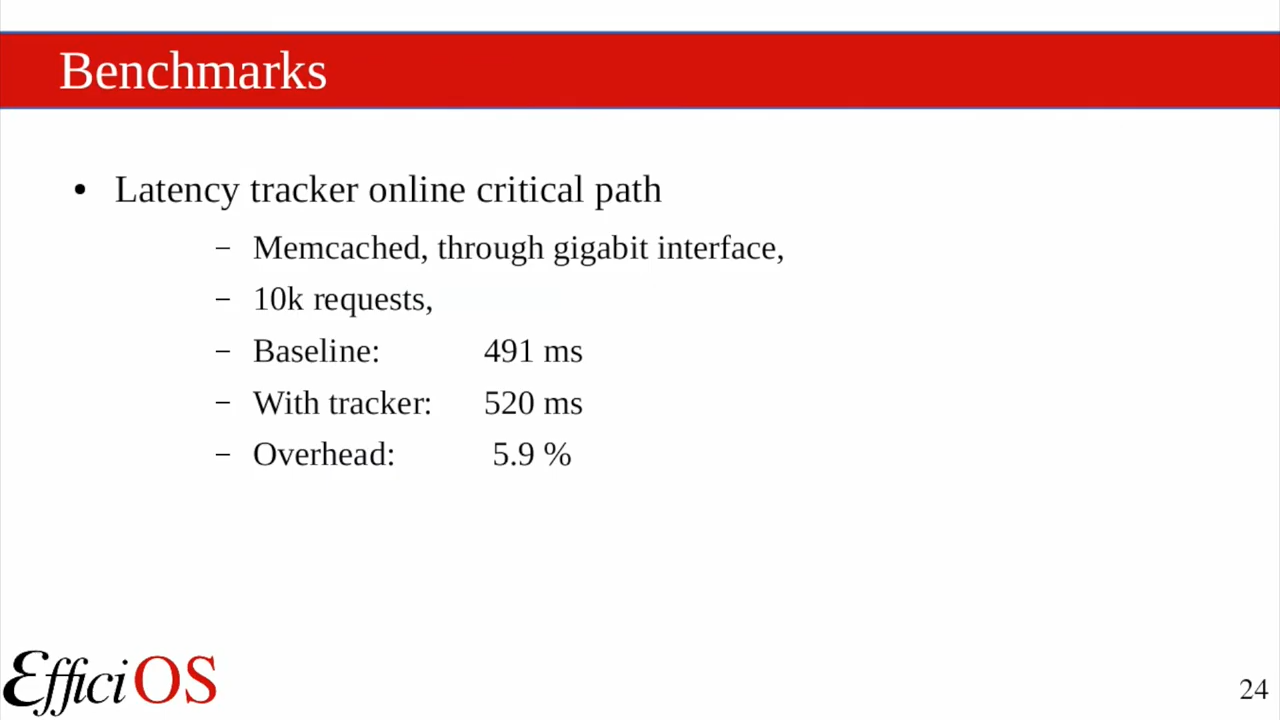 Benchmarks
• Latency tracker online critical path
– Memcached, through gigabit interface,
– 10k requests,
– Baseline: 491 ms
– With tracker: 520 ms
– Overhead: 5.9 %
EfficiOS
24